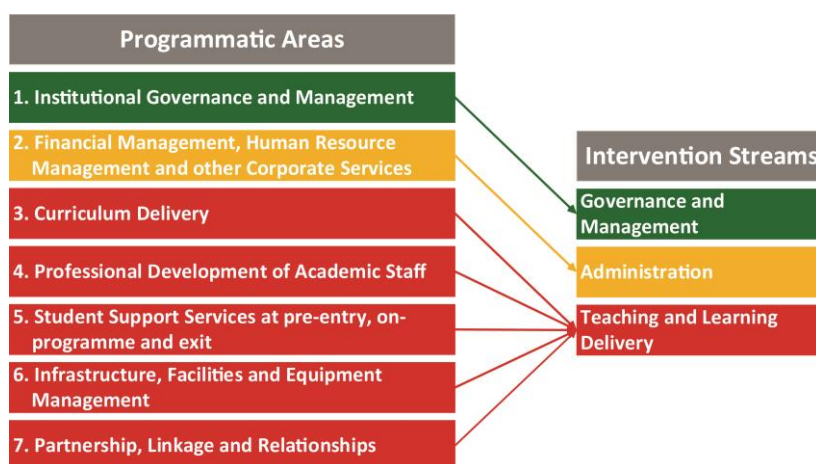 Programmatic Areas
1. Institutional Governance and Management
2. Financial Management, Human Resource
Management and other Corporate Services
3. Curriculum Delivery
4. Professional Development of Academic Staff
5. Student Support Services at pre-entry, on-
programme and exit
6. Infrastructure, Facilities and Equipment
Management
7. Partnership, Linkage and Relationships
Intervention Streams
Governance and
Management
Administration
Teaching and Learning
Delivery